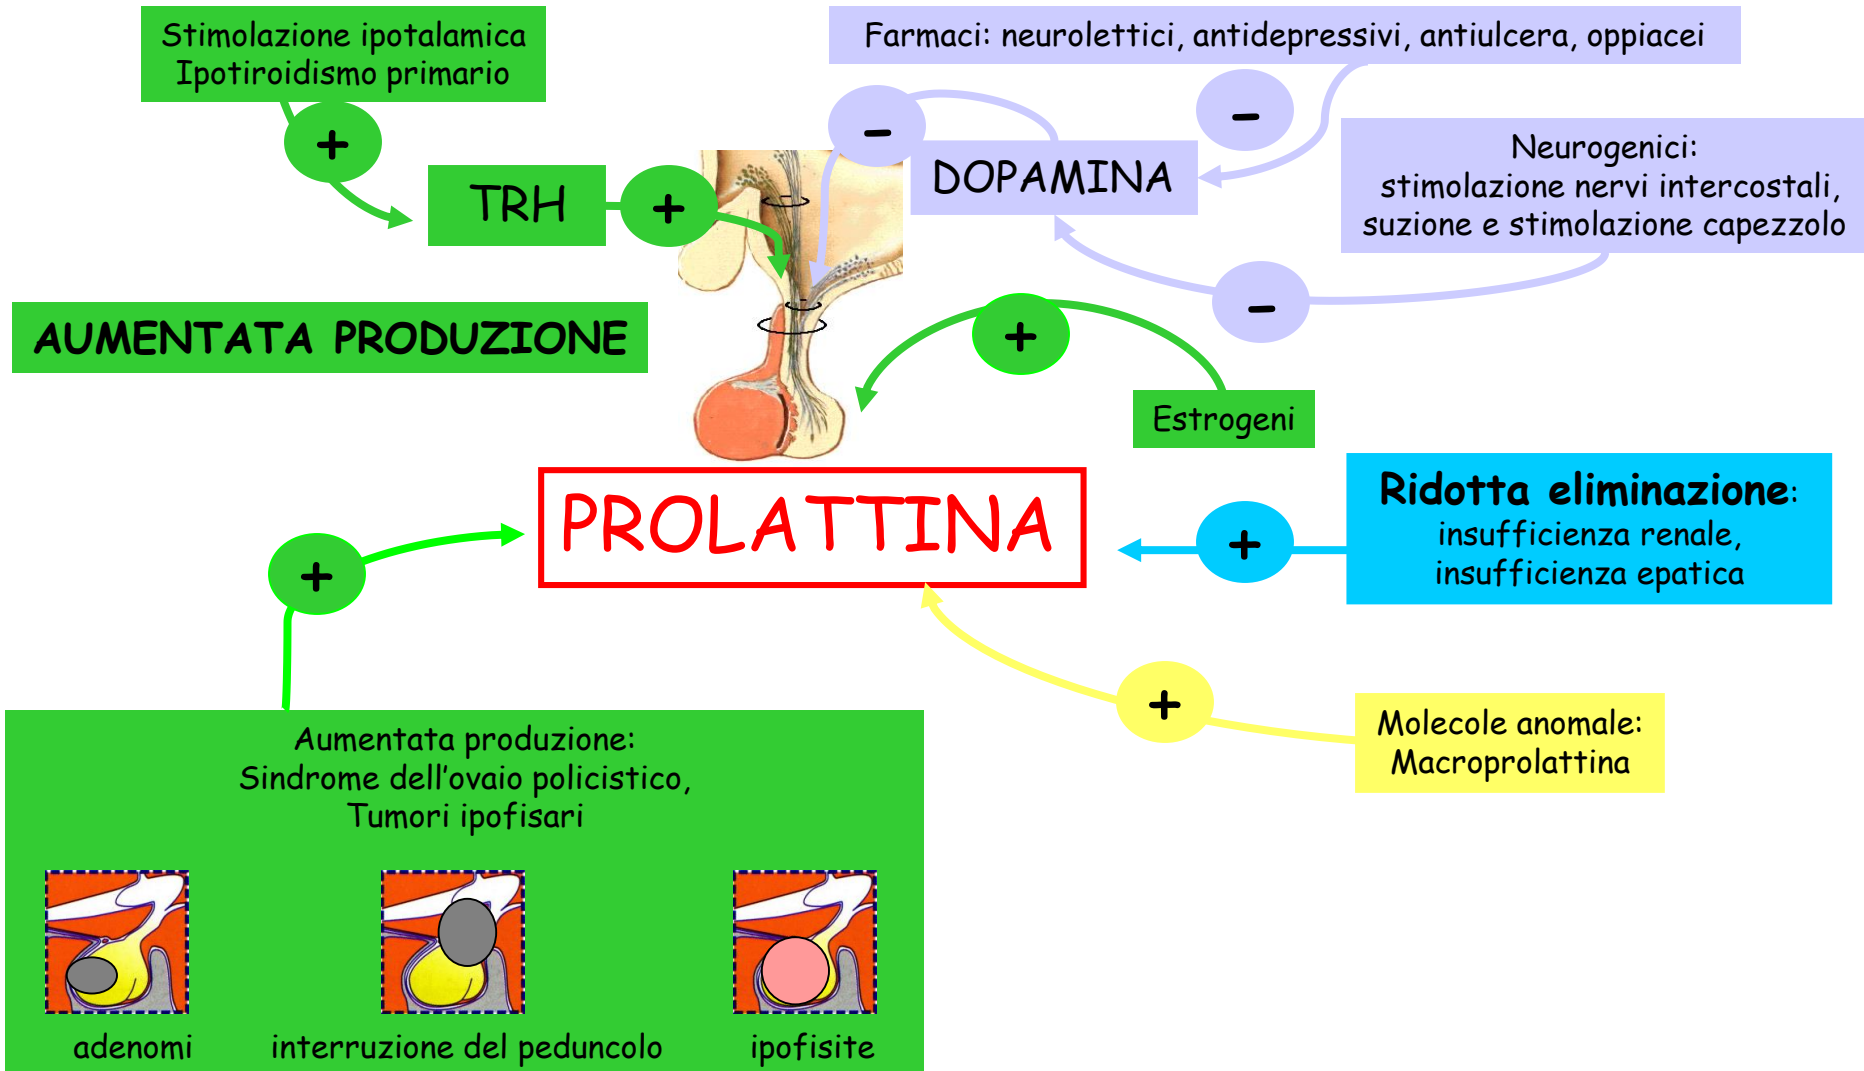 Stimolazione ipotalamica
Ipotiroidismo primario
+
TRH
+
Farmaci: neurolettici, antidepressivi, antiulcera, oppiacei
-
-
DOPAMINA
Neurogenici:
stimolazione nervi intercostali,
suzione e stimolazione capezzolo
-
AUMENTATA PRODUZIONE
+
Estrogeni
PROLATTINA
Ridotta eliminazione:
insufficienza renale,
insufficienza epatica
+
+
+
Molecole anomale:
Macroprolattina
Aumentata produzione:
Sindrome dell'ovaio policistico,
Tumori ipofisari
adenomi
interruzione del peduncolo
ipofisite